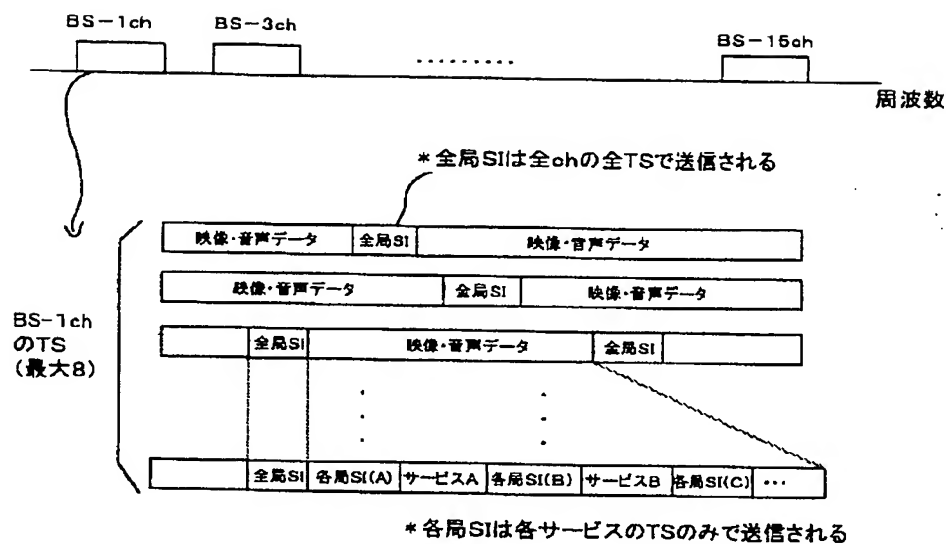 BS-1ch BS-3ch ········· BS-15ch
周波数
*全局SIは全chの全TSで送信される
映像・音声データ 全局SI 映像・音声データ
映像・音声データ 全局SI 映像・音声データ
BS-1ch
のTS
(最大8)
全局SI 映像・音声データ 全局SI
全局SI 各局SI(A) サービスA 各局SI(B) サービスB 各局SI(C) ···
*各局SIは各サービスのTSのみで送信される